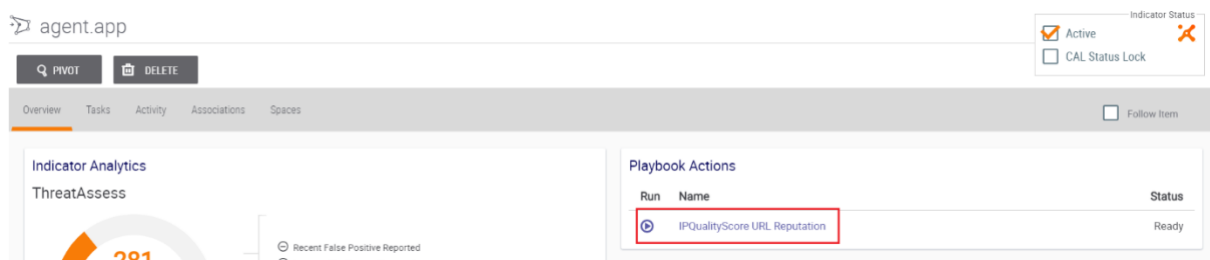 agent.app
Indicator Status
Active
CAL Status Lock
PIVOT
DELETE
Overview Tasks Activity Associations Spaces
Follow Item
Indicator Analytics
ThreatAssess
281
Recent False Positive Reported
Playbook Actions
Run Name Status
IPQualityScore URL Reputation Ready